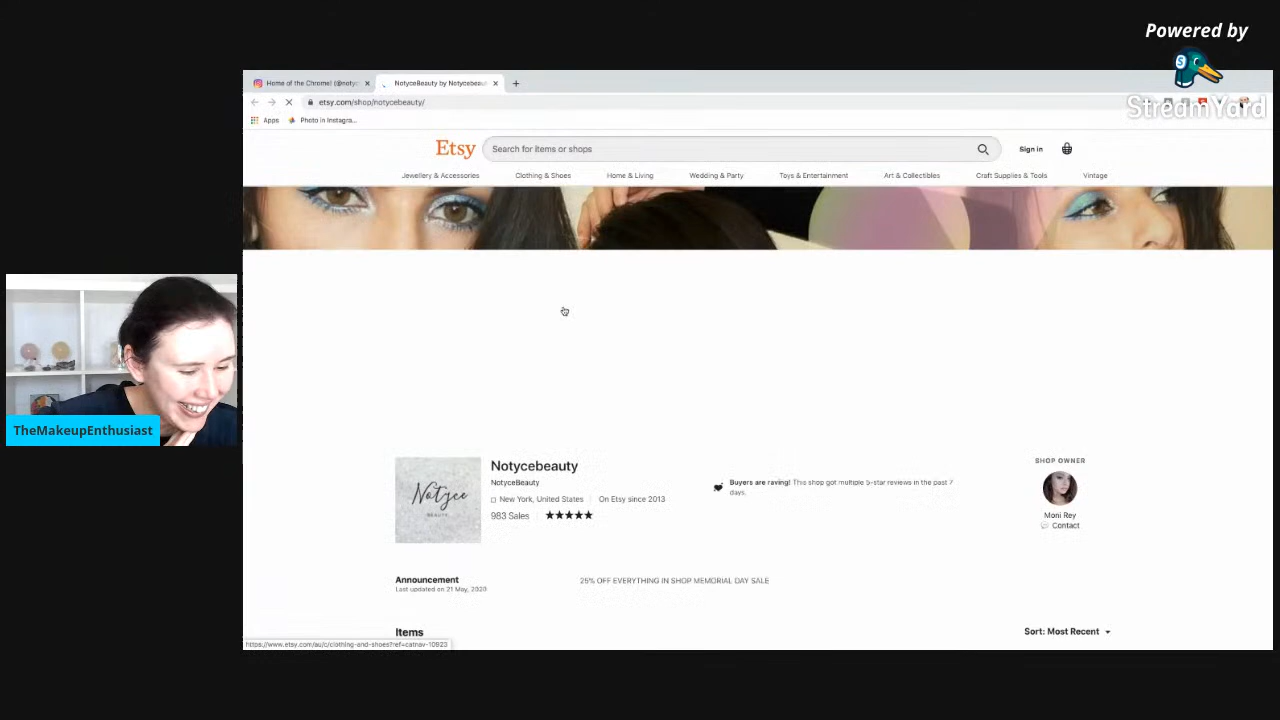 Powered by
StreamYard
Home of the Chrome! (@notyc
NotyceBeauty by Notycebeaut
etsy.com/shop/notycebeauty/
Apps
Photo in Instagra...
Etsy
Search for items or shops
Sign in
Jewellery & Accessories
Clothing & Shoes
Home & Living
Wedding & Party
Toys & Entertainment
Art & Collectibles
Craft Supplies & Tools
Vintage
TheMakeupEnthusiast
Notyce
BEAUTY
Notycebeauty
NotyceBeauty
New York, United States
On Etsy since 2013
983 Sales
Buyers are raving! This shop got multiple 5-star reviews in the past 7
days.
SHOP OWNER
Moni Rey
Contact
Announcement
Last updated on 21 May, 2020
25% OFF EVERYTHING IN SHOP MEMORIAL DAY SALE
Items
Sort: Most Recent
https://www.etsy.com/au/c/clothing-and-shoes?ref=catnav-10923